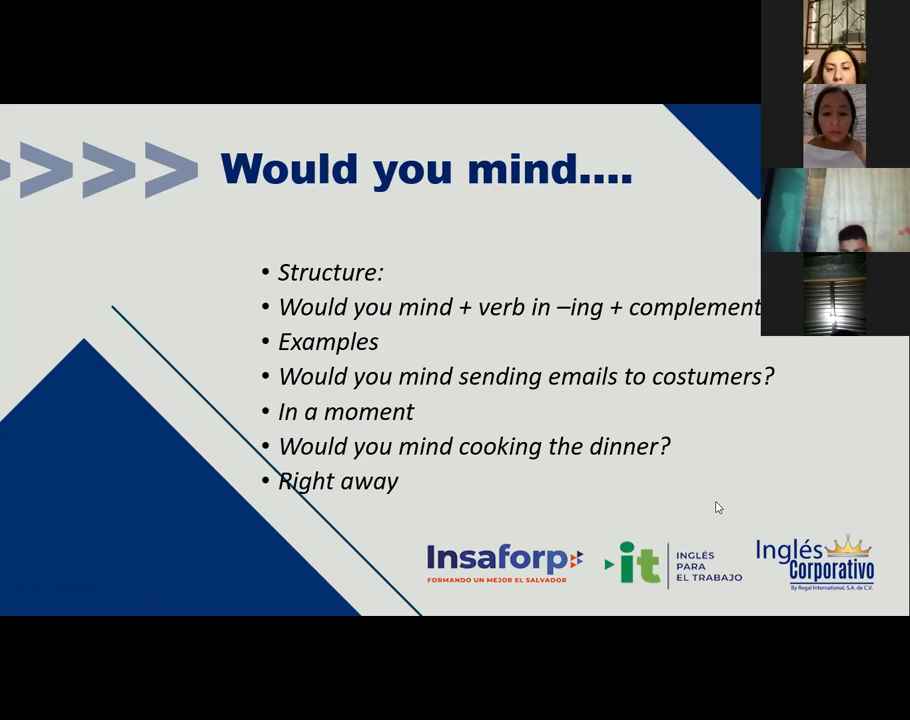 >>>> Would you mind....
• Structure:
• Would you mind + verb in –ing + complement
• Examples
• Would you mind sending emails to costumers?
• In a moment
• Would you mind cooking the dinner?
• Right away
Insaforp
FORMANDO UN MEJOR EL SALVADOR
it
INGLÉS
PARA
EL TRABAJO
Inglés
Corporativo
By Regal International, S.A. de C.V.